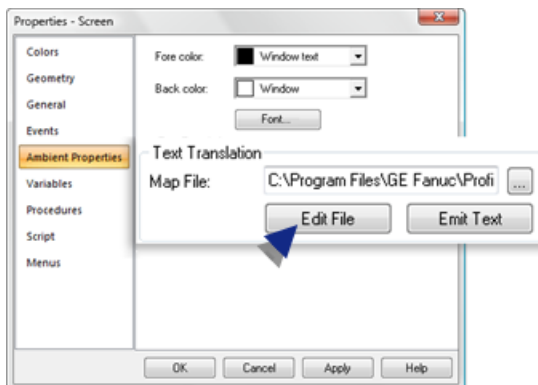 Properties - Screen
Colors
Geometry
General
Events
Ambient Properties
Variables
Procedures
Script
Menus
Fore color: Window text
Back color: Window
Font...
Text Translation
Map File: C:\Program Files\GE Fanuc\Profi ...
Edit File Emit Text
OK Cancel Apply Help